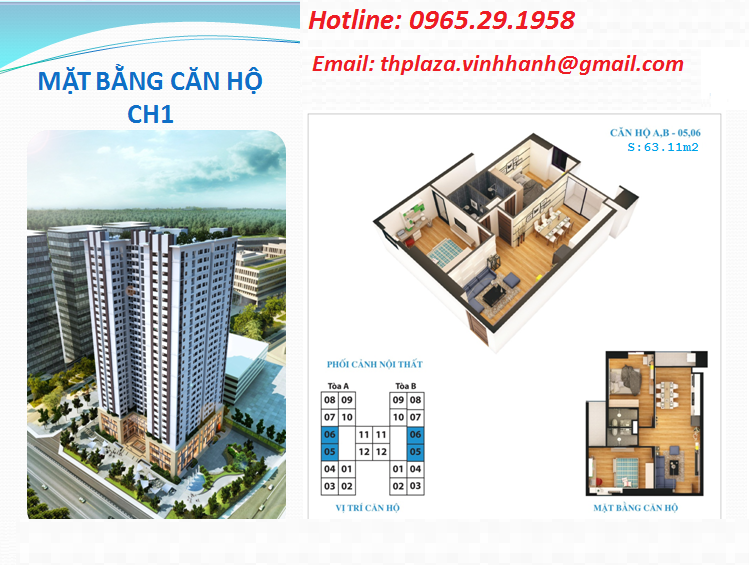 Hotline: 0965.29.1958
Email: thplaza.vinhhanh@gmail.com
MẶT BẰNG CĂN HỘ
CH1
CĂN HỘ A,B - 05,06
S:63.11m2
PHỐI CẢNH NỘI THẤT
Tòa A Tòa B
08 09 09 08
07 10 10 07
06 11 11 06
05 12 12 05
04 01 01 04
03 02 02 03
VỊ TRÍ CĂN HỘ
MẶT BẰNG CĂN HỘ